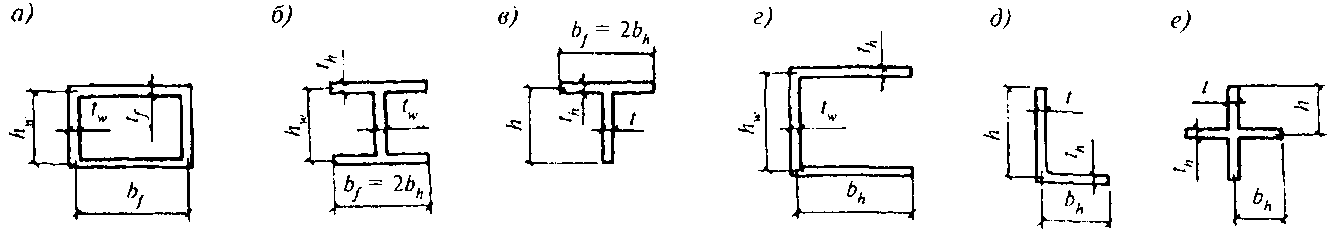 а) б) в) г) д) е)
b_f = 2b_h
t_h t_h
t_w t_f h_w t_w h t_h t h_w t_w h t t_h t h t_h
b_f b_f = 2b_h b_h b_h b_h